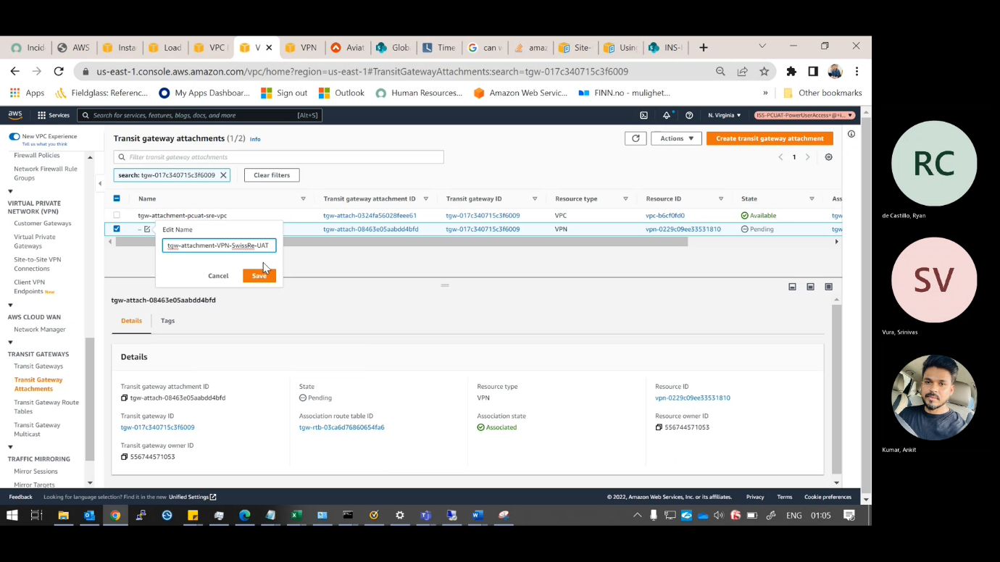 Incid
AWS
Insta
Load
VPC
V
VPN
Aviat
Glob
Time
can w
amaz
Site-
Using
INS-I
us-east-1.console.aws.amazon.com/vpc/home?region=us-east-1#TransitGatewayAttachments:search=tgw-017c340715c3f6009
Apps
Fieldglass: Referenc...
My Apps Dashboar...
Sign out
Outlook
Human Resources...
Amazon Web Servic...
FINN.no – mulighet...
»
Other bookmarks
aws
Services
Search for services, features, blogs, docs, and more
[Alt+S]
N. Virginia
ISS-PCUAT-PowerUserAccess+@+i...
New VPC Experience
Tell us what you think
Firewall Policies
Network Firewall Rule
Groups
VIRTUAL PRIVATE
NETWORK (VPN)
Customer Gateways
Virtual Private
Gateways
Site-to-Site VPN
Connections
Client VPN
Endpoints New
AWS CLOUD WAN
Network Manager
TRANSIT GATEWAYS
Transit Gateways
Transit Gateway
Attachments
Transit Gateway Route
Tables
Transit Gateway
Multicast
TRAFFIC MIRRORING
Mirror Sessions
Mirror Targets
Transit gateway attachments (1/2) Info
Actions
Create transit gateway attachment
Filter transit gateway attachments
1
search: tgw-017c340715c3f6009
Clear filters
Name
Transit gateway attachment ID
Transit gateway ID
Resource type
Resource ID
State
Ass
tgw-attachment-pcuat-sre-vpc
tgw-attach-0324fa56028feee61
tgw-017c340715c3f6009
VPC
vpc-b6cf0fd0
Available
tgw
–
tgw-attach-08463e05aabdd4bfd
tgw-017c340715c3f6009
VPN
vpn-0229c09ee33531810
Pending
tgw
Edit Name
tgw-attachment-VPN-SwissRe-UAT
Cancel
Save
tgw-attach-08463e05aabdd4bfd
Details
Tags
Details
Transit gateway attachment ID
tgw-attach-08463e05aabdd4bfd
State
Pending
Resource type
VPN
Resource ID
vpn-0229c09ee33531810
Transit gateway ID
tgw-017c340715c3f6009
Association route table ID
tgw-rtb-03ca6d76860654fa6
Association state
Associated
Resource owner ID
556744571053
Transit gateway owner ID
556744571053
Feedback
Looking for language selection? Find it in the new Unified Settings
© 2022, Amazon Web Services, Inc. or its affiliates.
Privacy
Terms
Cookie preferences
ENG
01:05
RC
de Castillo, Ryan
SV
Vura, Srinivas
Kumar, Ankit